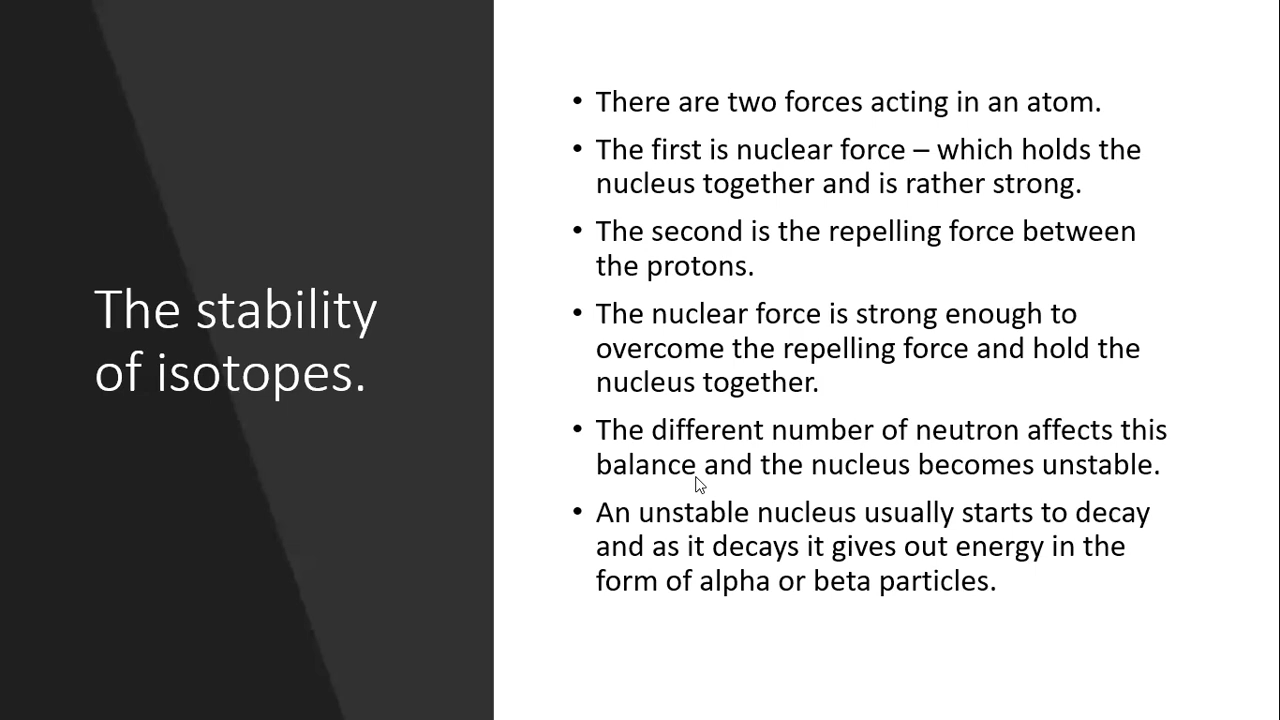 The stability
of isotopes.
• There are two forces acting in an atom.
• The first is nuclear force – which holds the
nucleus together and is rather strong.
• The second is the repelling force between
the protons.
• The nuclear force is strong enough to
overcome the repelling force and hold the
nucleus together.
• The different number of neutron affects this
balance and the nucleus becomes unstable.
• An unstable nucleus usually starts to decay
and as it decays it gives out energy in the
form of alpha or beta particles.